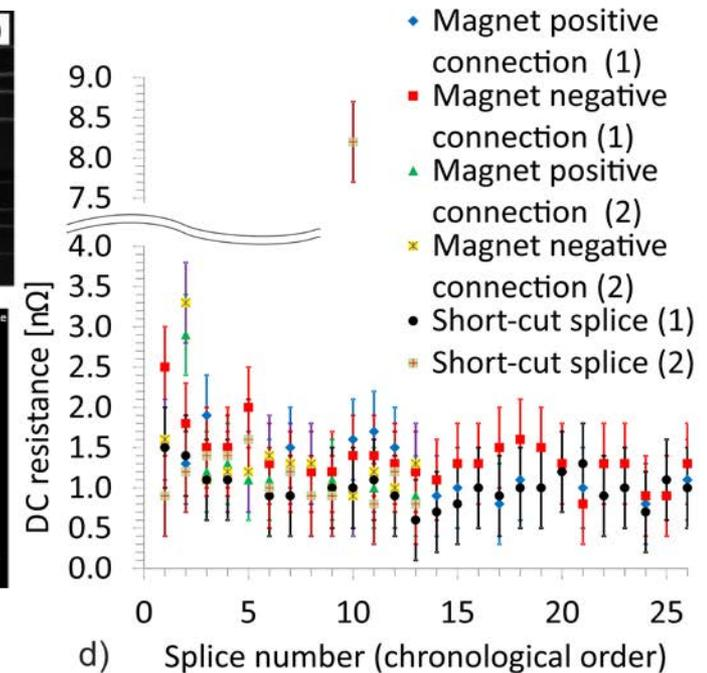 Magnet positive
connection (1)
Magnet negative
connection (1)
Magnet positive
connection (2)
Magnet negative
connection (2)
Short-cut splice (1)
Short-cut splice (2)
9.0
8.5
8.0
7.5
4.0
3.5
3.0
2.5
2.0
1.5
1.0
0.5
0.0
DC resistance [nΩ]
0 5 10 15 20 25
Splice number (chronological order)
d)